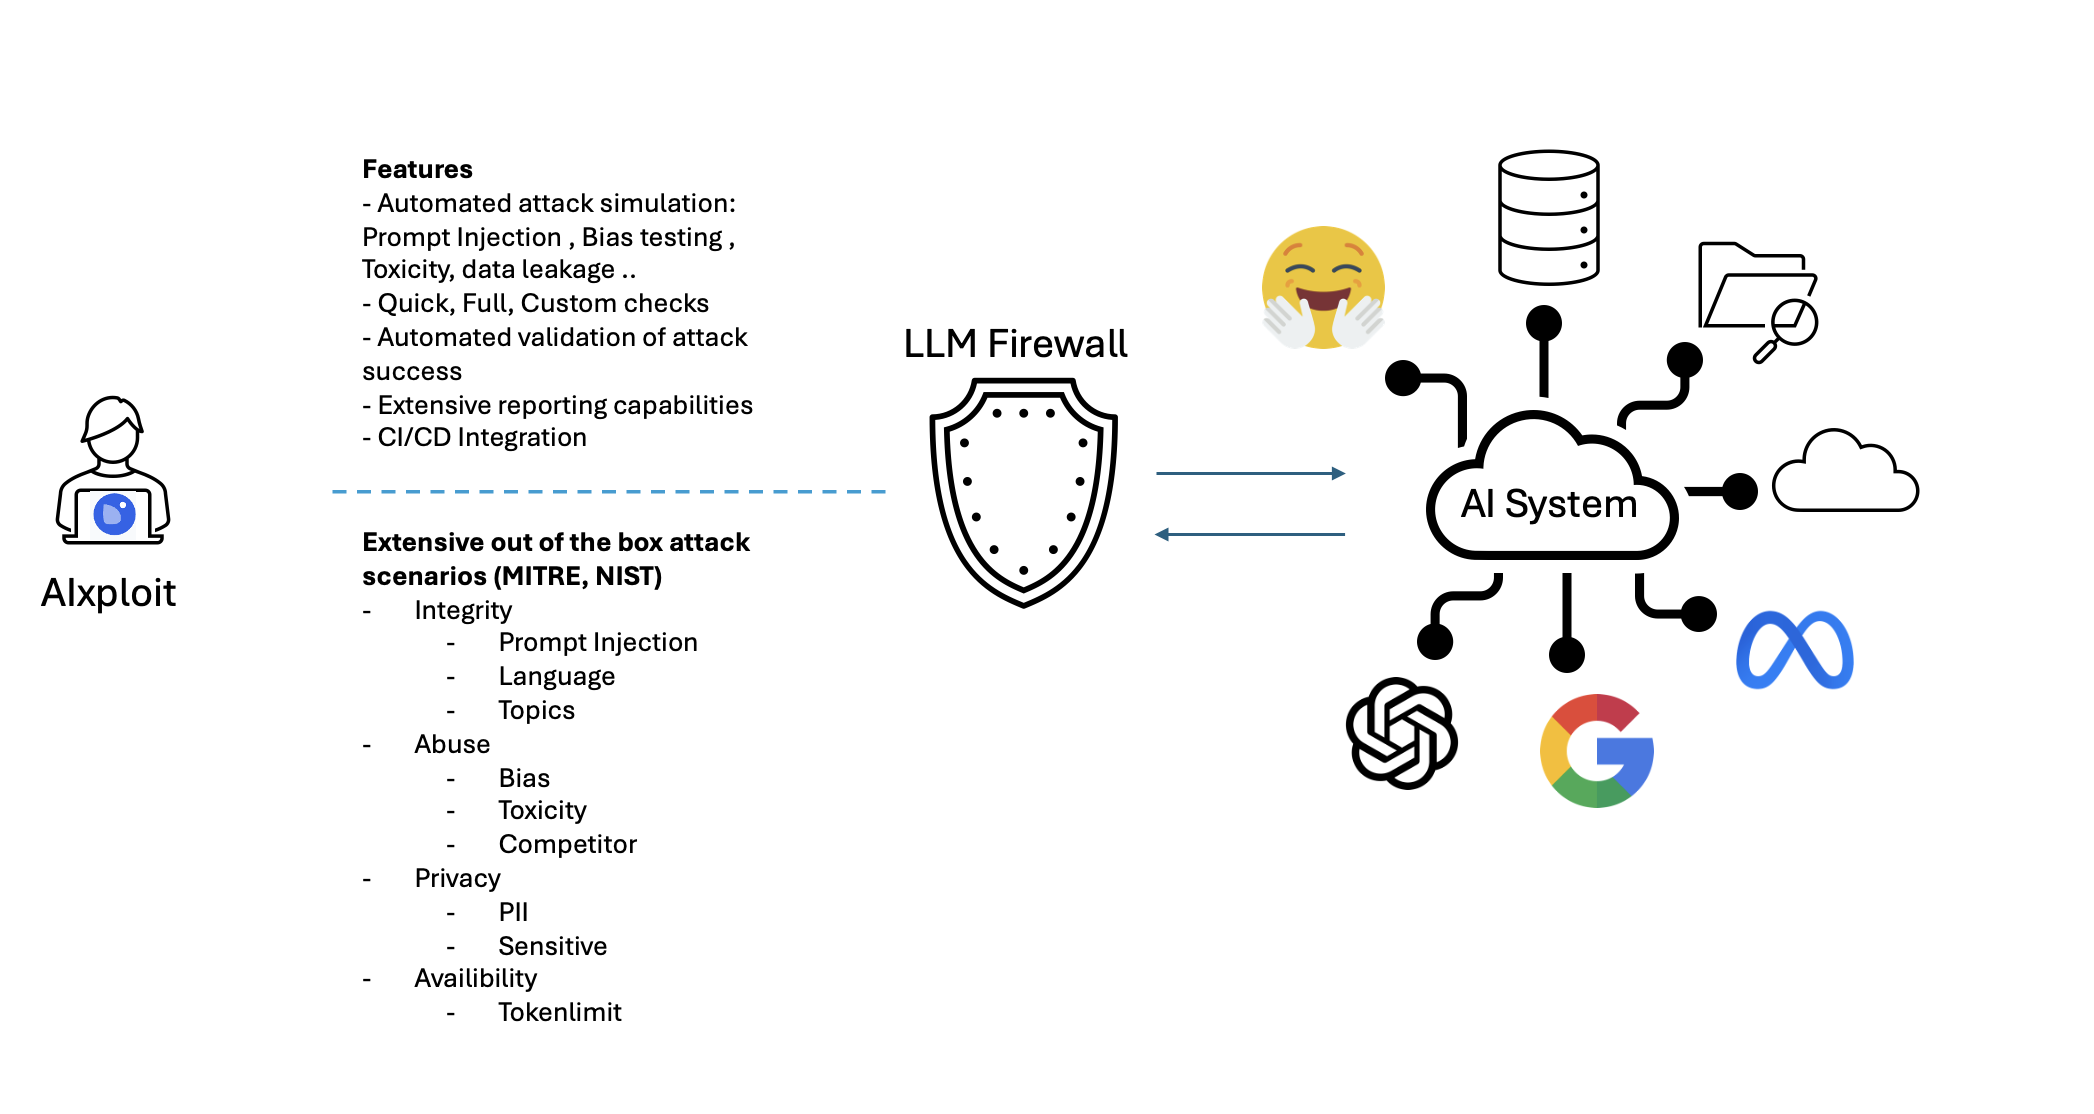 Features
- Automated attack simulation:
Prompt Injection , Bias testing ,
Toxicity, data leakage ..
- Quick, Full, Custom checks
- Automated validation of attack
success
- Extensive reporting capabilities
- CI/CD Integration
Extensive out of the box attack
scenarios (MITRE, NIST)
- Integrity
- Prompt Injection
- Language
- Topics
- Abuse
- Bias
- Toxicity
- Competitor
- Privacy
- PII
- Sensitive
- Availibility
- Tokenlimit
AIxploit
LLM Firewall
AI System